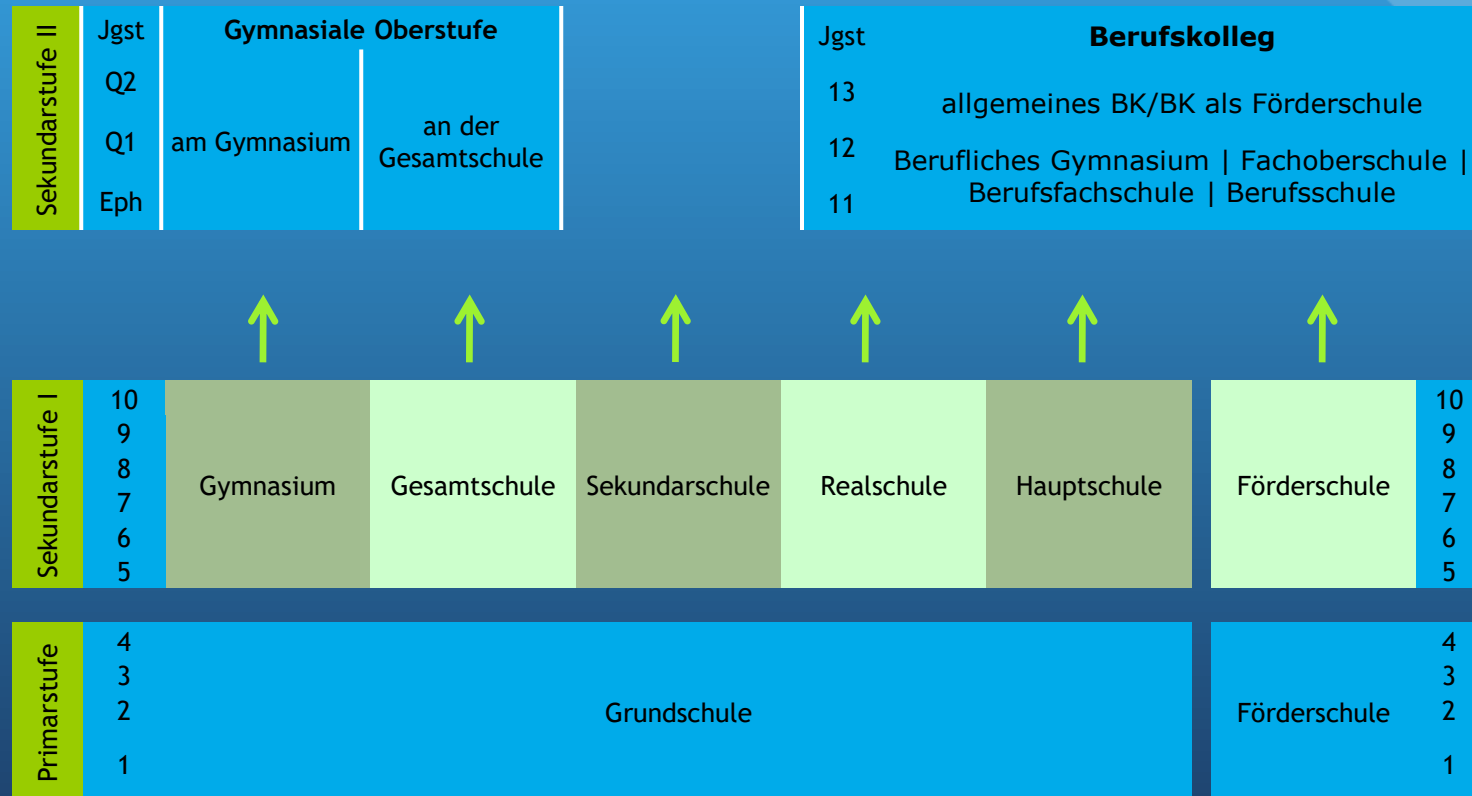 Sekundarstufe II
Jgst
Gymnasiale Oberstufe
Q2
Q1
Eph
am Gymnasium
an der
Gesamtschule
Jgst
Berufskolleg
13
12
11
allgemeines BK/BK als Förderschule
Berufliches Gymnasium | Fachoberschule |
Berufsfachschule | Berufsschule
Sekundarstufe I
10
9
8
7
6
5
Gymnasium
Gesamtschule
Sekundarschule
Realschule
Hauptschule
Förderschule
10
9
8
7
6
5
Primarstufe
4
3
2
1
Grundschule
Förderschule
4
3
2
1